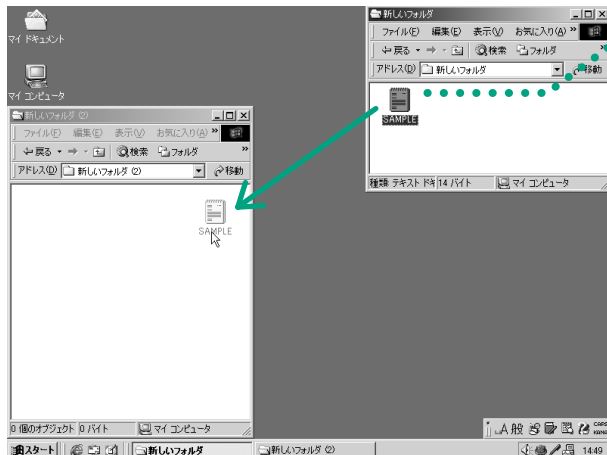 マイ ドキュメント
マイ コンピュータ
新しいフォルダ
ファイル(F) 編集(E) 表示(V) お気に入り(A) »
戻る 検索 フォルダ »
アドレス(D) 新しいフォルダ 移動
SAMPLE
種類: テキスト ドキ 14 バイト マイ コンピュータ
新しいフォルダ (2)
ファイル(F) 編集(E) 表示(V) お気に入り(A) »
戻る 検索 フォルダ »
アドレス(D) 新しいフォルダ (2) 移動
SAMPLE
0 個のオブジェクト 0 バイト マイ コンピュータ
A 般 CAPS
KANA
スタート 新しいフォルダ 新しいフォルダ (2) 14:49